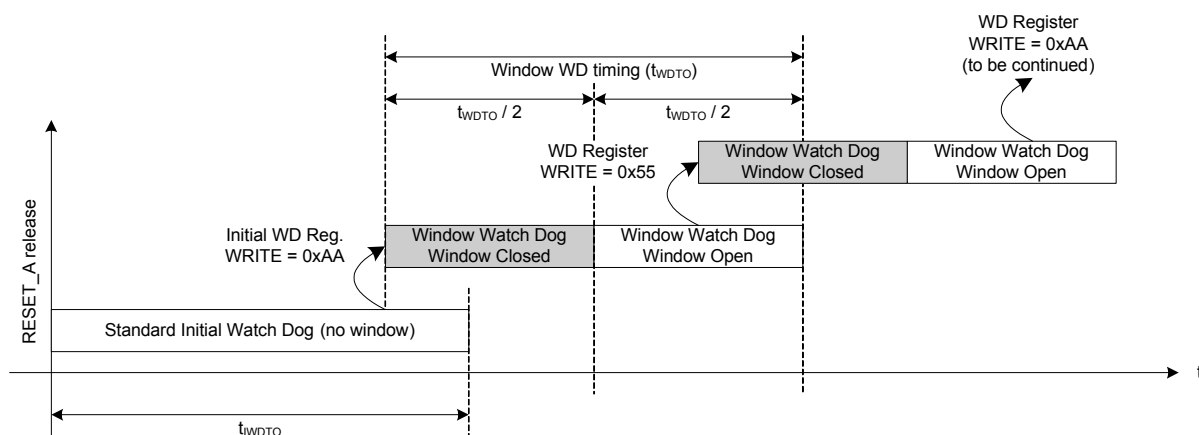 WD Register
WRITE = 0xAA
(to be continued)
Window WD timing (tWDTO)
tWDTO / 2
tWDTO / 2
WD Register
WRITE = 0x55
Window Watch Dog
Window Closed
Window Watch Dog
Window Open
RESET_A release
Initial WD Reg.
WRITE = 0xAA
Window Watch Dog
Window Closed
Window Watch Dog
Window Open
Standard Initial Watch Dog (no window)
t
tIWDTO